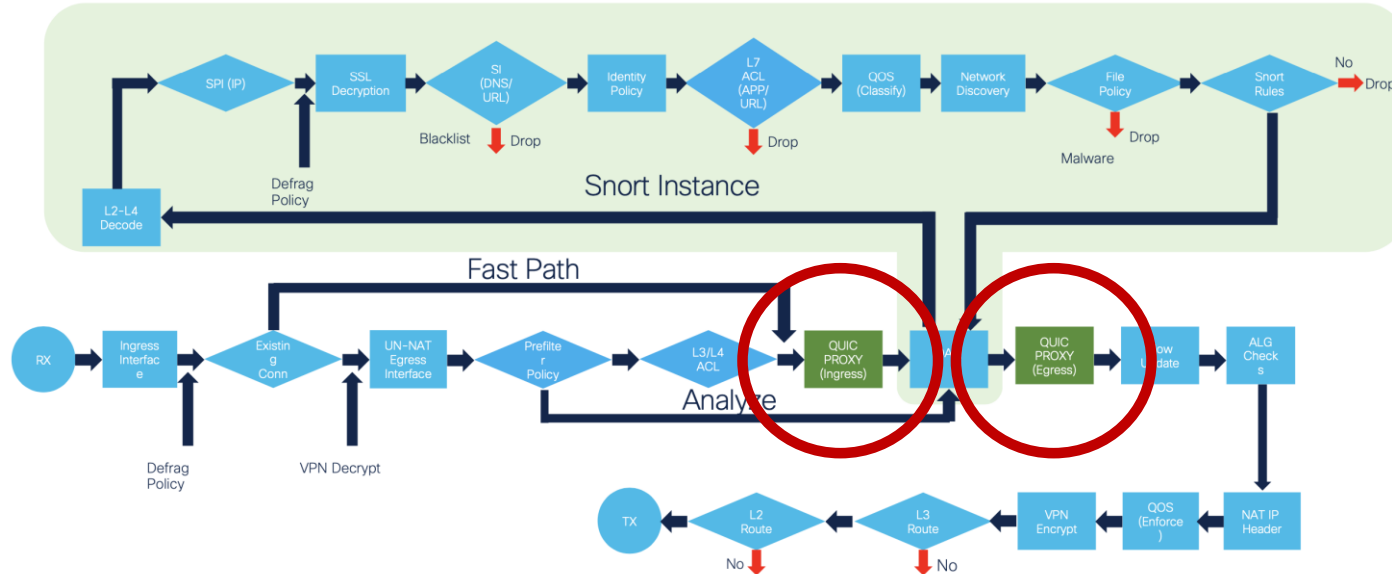 SPI (IP)
SSL
Decryption
SI
(DNS/
URL)
Identity
Policy
L7
ACL
(APP/
URL)
QOS
(Classify)
Network
Discovery
File
Policy
Snort
Rules
No
Drop
Blacklist
Drop
Drop
Drop
Malware
Defrag
Policy
Snort Instance
L2-L4
Decode
Fast Path
RX
Ingress
Interfac
e
Existin
g
Conn
UN-NAT
Egress
Interface
Prefilte
r
Policy
L3/L4
ACL
QUIC
PROXY
(Ingress)
QUIC
PROXY
(Egress)
ALG
Check
s
Analyze
Defrag
Policy
VPN Decrypt
TX
L2
Route
L3
Route
VPN
Encrypt
QOS
(Enforce
)
NAT IP
Header
No
No